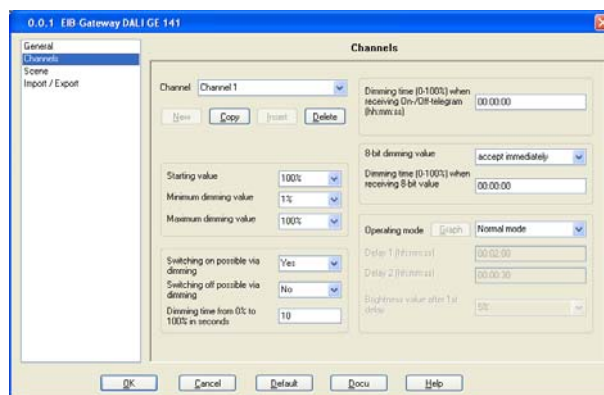 0.0.1 EIB-Gateway DALI GE 141
General
Channels
Scene
Import / Export
Channels
Channel Channel 1
New Copy Insert Delete
Starting value 100%
Minimum dimming value 1%
Maximum dimming value 100%
Switching on possible via
dimming Yes
Switching off possible via
dimming No
Dimming time from 0% to
100% in seconds 10
Dimming time (0-100%) when
receiving On-/Off-telegram
(hh:mm:ss) 00:00:00
8-bit dimming value accept immediately
Dimming time (0-100%) when
receiving 8-bit value 00:00:00
Operating mode Graph Normal mode
Delay 1 (hh:mm:ss) 00:02:00
Delay 2 (hh:mm:ss) 00:00:30
Brightness value after 1st
delay 5%
OK Cancel Default Docu Help